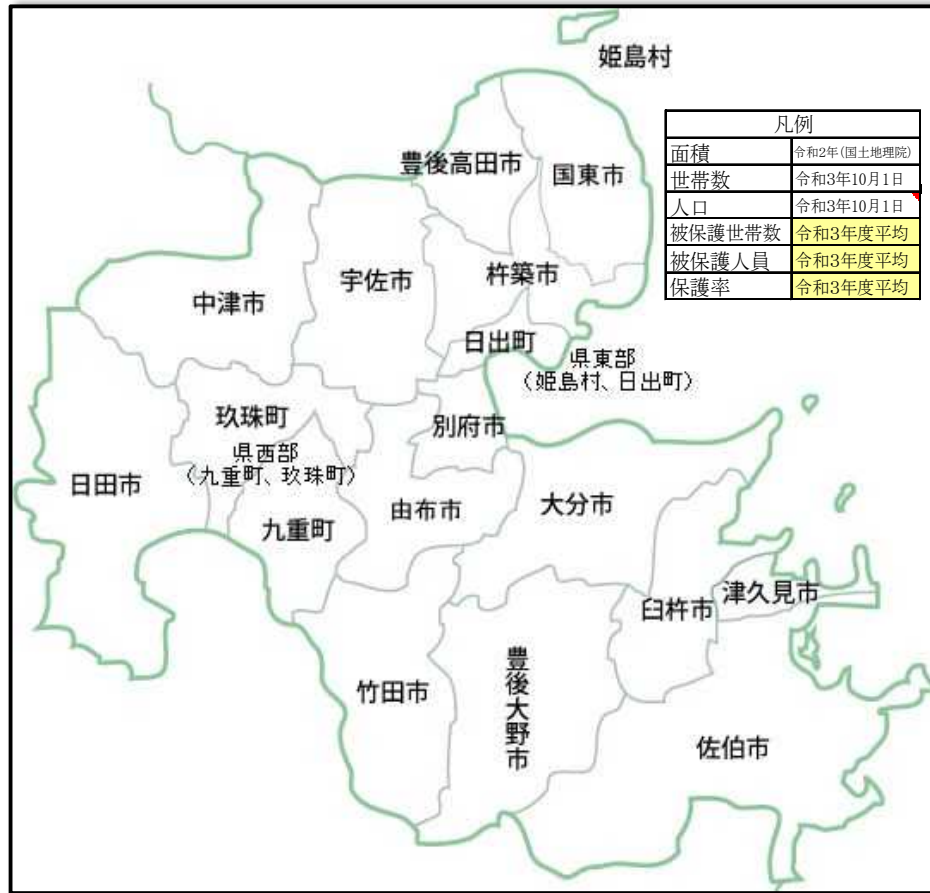 姫島村
凡例
面積 令和2年(国土地理院)
世帯数 令和3年10月1日
人口 令和3年10月1日
被保護世帯数 令和3年度平均
被保護人員 令和3年度平均
保護率 令和3年度平均
豊後高田市
国東市
宇佐市
杵築市
中津市
日出町
県東部
(姫島村、日出町)
玖珠町
別府市
県西部
(九重町、玖珠町)
日田市
由布市
大分市
九重町
津久見市
臼杵市
豊後大野市
竹田市
佐伯市